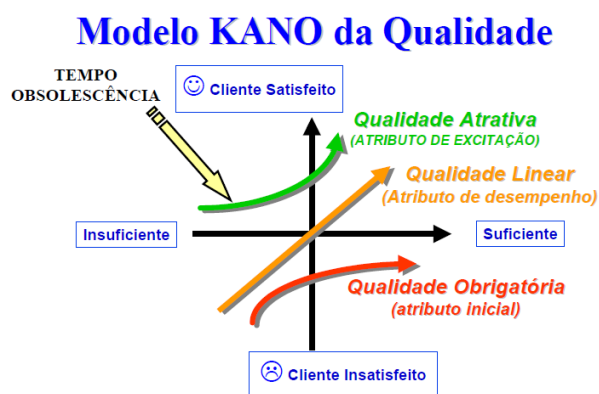 Modelo KANO da Qualidade
TEMPO
OBSOLESCÊNCIA
Cliente Satisfeito
Qualidade Atrativa
(ATRIBUTO DE EXCITAÇÃO)
Qualidade Linear
(Atributo de desempenho)
Insuficiente
Suficiente
Qualidade Obrigatória
(atributo inicial)
Cliente Insatisfeito